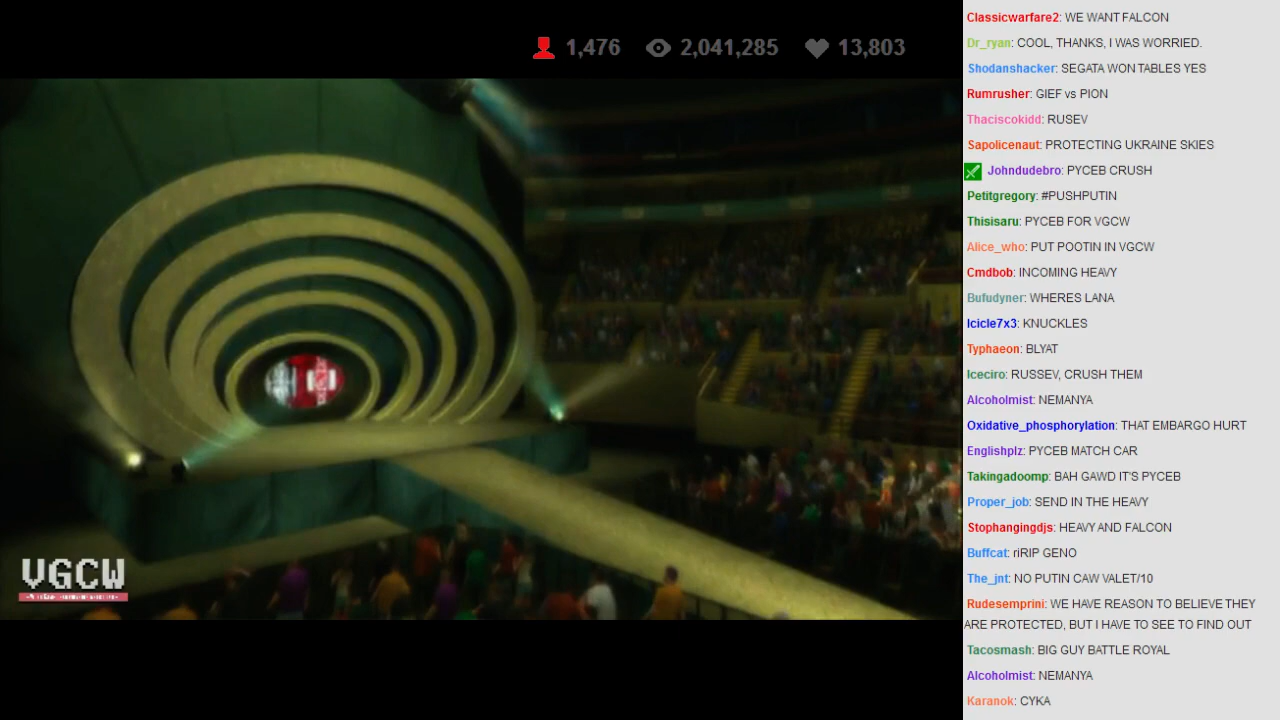 1,476 2,041,285 13,803
VGCW
Classicwarfare2: WE WANT FALCON
Dr_ryan: COOL, THANKS, I WAS WORRIED.
Shodanshacker: SEGATA WON TABLES YES
Rumrusher: GIEF vs PION
Thaciscokidd: RUSEV
Sapolicenaut: PROTECTING UKRAINE SKIES
Johndudebro: PYCEB CRUSH
Petitgregory: #PUSHPUTIN
Thisisaru: PYCEB FOR VGCW
Alice_who: PUT POOTIN IN VGCW
Cmdbob: INCOMING HEAVY
Bufudyner: WHERES LANA
Icicle7x3: KNUCKLES
Typhaeon: BLYAT
Iceciro: RUSSEV, CRUSH THEM
Alcoholmist: NEMANYA
Oxidative_phosphorylation: THAT EMBARGO HURT
Englishplz: PYCEB MATCH CAR
Takingadoomp: BAH GAWD IT'S PYCEB
Proper_job: SEND IN THE HEAVY
Stophangingdjs: HEAVY AND FALCON
Buffcat: riRIP GENO
The_jnt: NO PUTIN CAW VALET/10
Rudesemprini: WE HAVE REASON TO BELIEVE THEY
ARE PROTECTED, BUT I HAVE TO SEE TO FIND OUT
Tacosmash: BIG GUY BATTLE ROYAL
Alcoholmist: NEMANYA
Karanok: CYKA